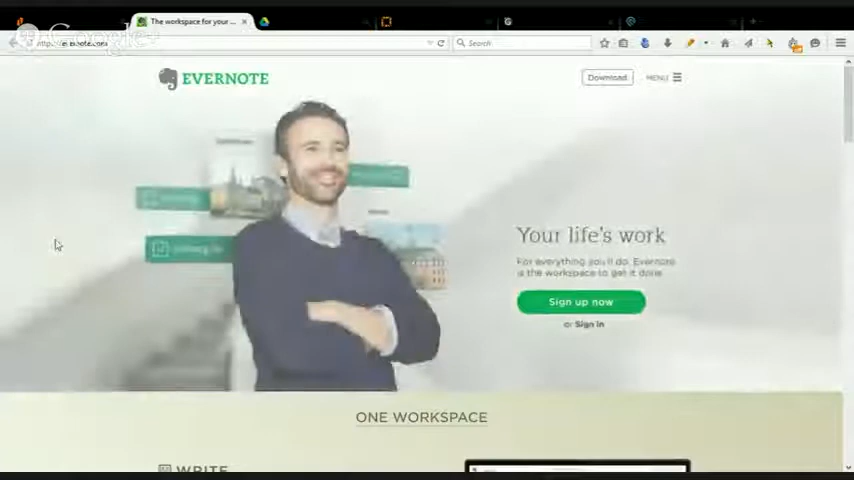 The workspace for your ...
Google+
Search
EVERNOTE
Download
MENU
Your life's work
For everything you'll do, Evernote
is the workspace to get it done.
Sign up now
or Sign in
ONE WORKSPACE
WRITE